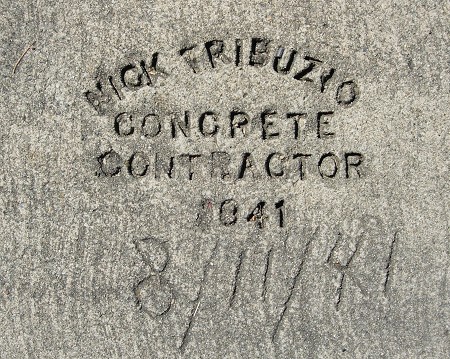 NICK TRIBUZIO
CONCRETE
CONTRACTOR
1941
8/11/41